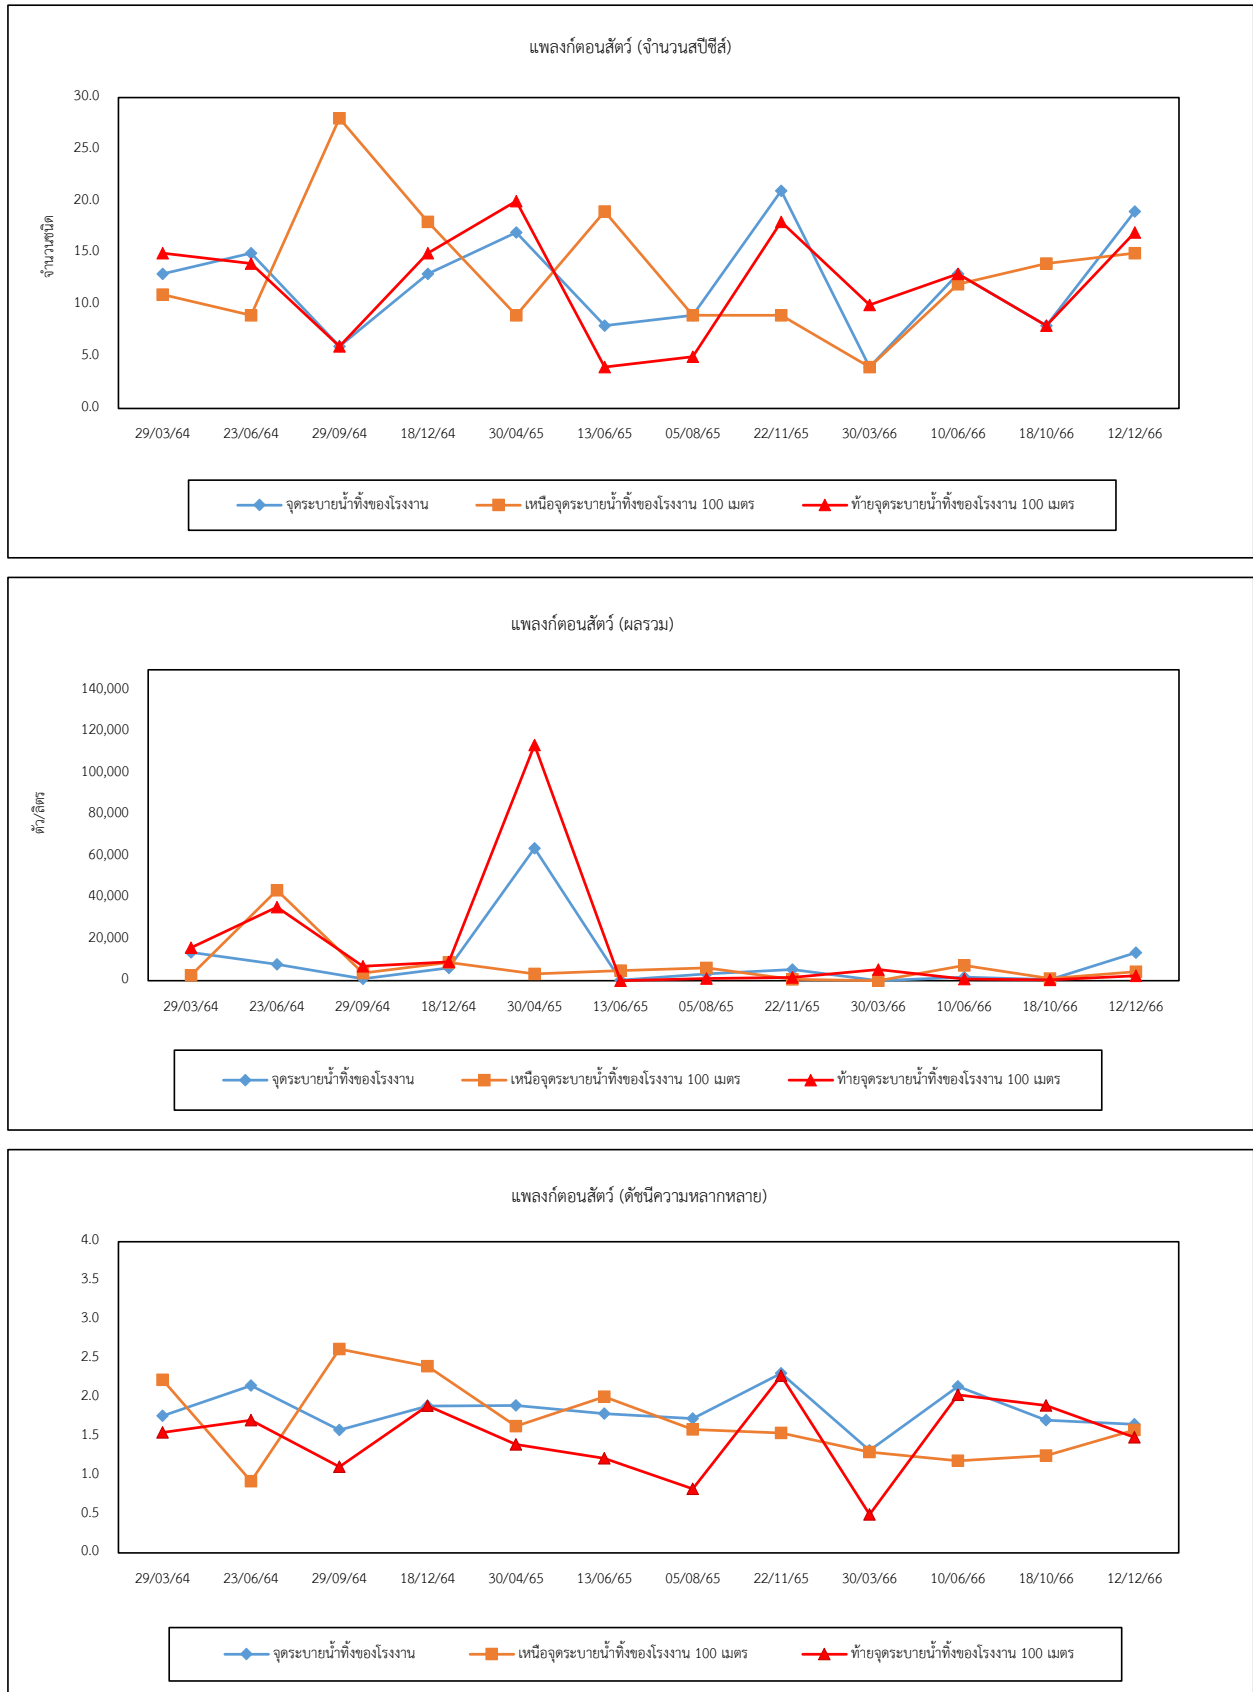 แพลงก์ตอนสัตว์ (จำนวนสปีชีส์)
จำนวนชนิด
30.0
25.0
20.0
15.0
10.0
5.0
0.0
29/03/64 23/06/64 29/09/64 18/12/64 30/04/65 13/06/65 05/08/65 22/11/65 30/03/66 10/06/66 18/10/66 12/12/66
จุดระบายน้ำทิ้งของโรงงาน เหนือจุดระบายน้ำทิ้งของโรงงาน 100 เมตร ท้ายจุดระบายน้ำทิ้งของโรงงาน 100 เมตร
แพลงก์ตอนสัตว์ (ผลรวม)
ตัว/ลิตร
140,000
120,000
100,000
80,000
60,000
40,000
20,000
0
29/03/64 23/06/64 29/09/64 18/12/64 30/04/65 13/06/65 05/08/65 22/11/65 30/03/66 10/06/66 18/10/66 12/12/66
จุดระบายน้ำทิ้งของโรงงาน เหนือจุดระบายน้ำทิ้งของโรงงาน 100 เมตร ท้ายจุดระบายน้ำทิ้งของโรงงาน 100 เมตร
แพลงก์ตอนสัตว์ (ดัชนีความหลากหลาย)
4.0
3.5
3.0
2.5
2.0
1.5
1.0
0.5
0.0
29/03/64 23/06/64 29/09/64 18/12/64 30/04/65 13/06/65 05/08/65 22/11/65 30/03/66 10/06/66 18/10/66 12/12/66
จุดระบายน้ำทิ้งของโรงงาน เหนือจุดระบายน้ำทิ้งของโรงงาน 100 เมตร ท้ายจุดระบายน้ำทิ้งของโรงงาน 100 เมตร